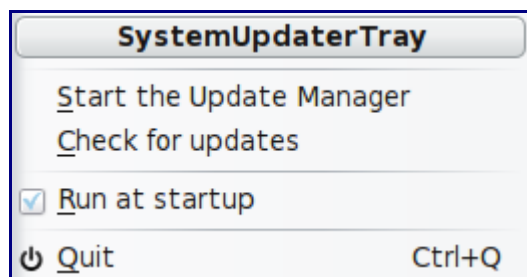 SystemUpdaterTray
Start the Update Manager
Check for updates
Run at startup
Quit Ctrl+Q